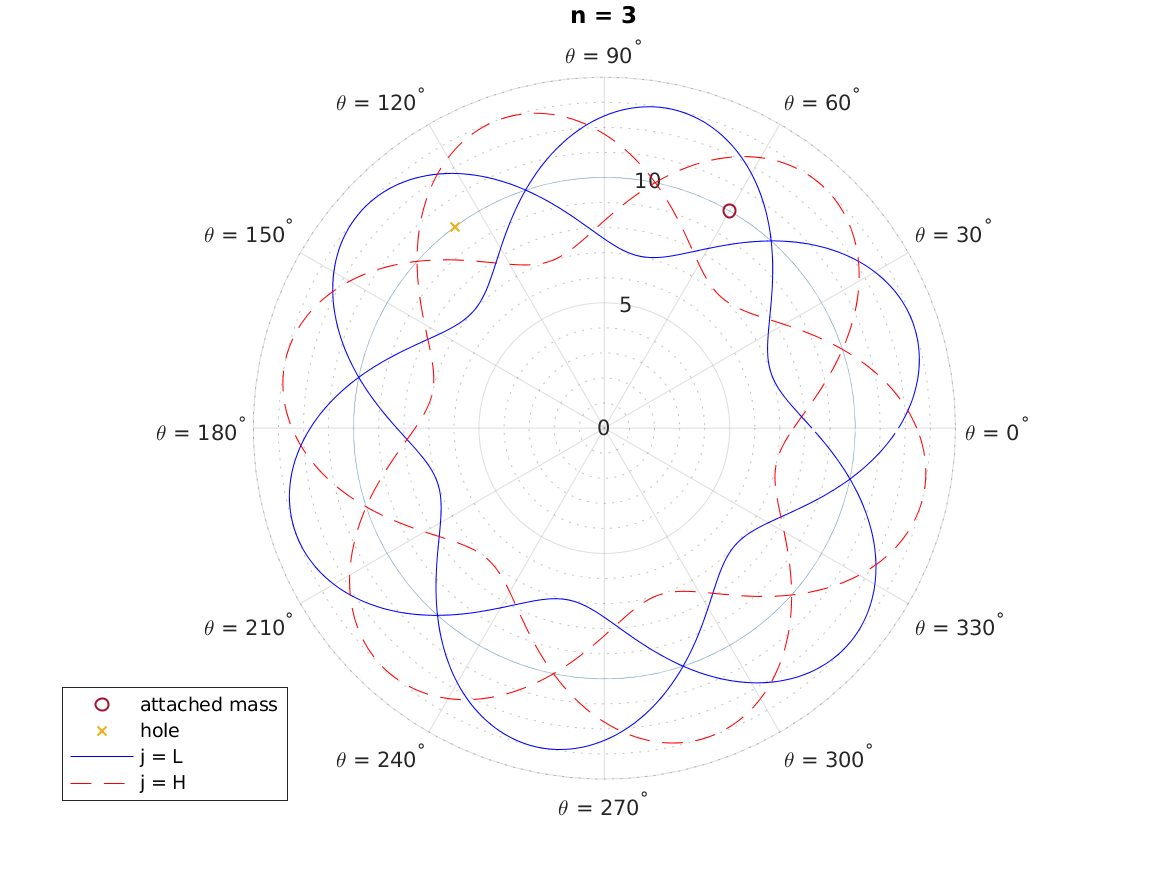 n = 3
θ = 90°
θ = 120°
θ = 60°
10
θ = 150°
θ = 30°
5
θ = 180°
0
θ = 0°
θ = 210°
θ = 330°
attached mass
hole
j = L
j = H
θ = 240°
θ = 300°
θ = 270°